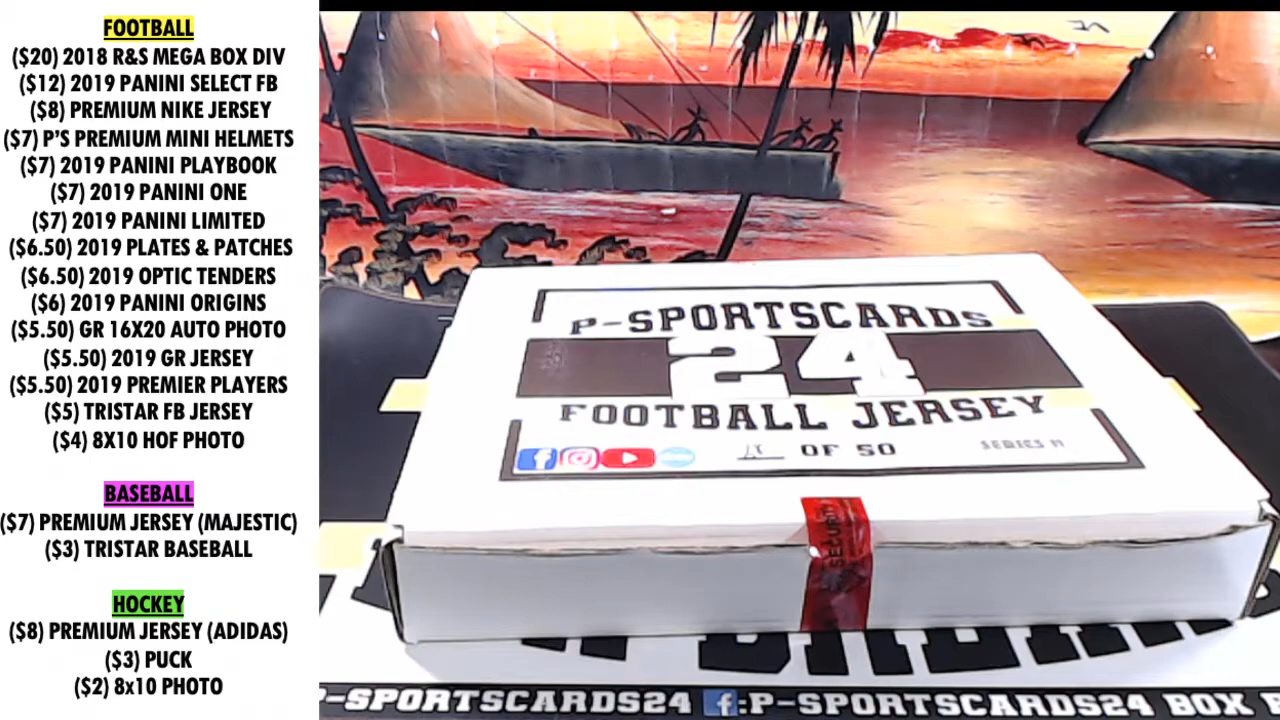 FOOTBALL
($20) 2018 R&S MEGA BOX DIV
($12) 2019 PANINI SELECT FB
($8) PREMIUM NIKE JERSEY
($7) P'S PREMIUM MINI HELMETS
($7) 2019 PANINI PLAYBOOK
($7) 2019 PANINI ONE
($7) 2019 PANINI LIMITED
($6.50) 2019 PLATES & PATCHES
($6.50) 2019 OPTIC TENDERS
($6) 2019 PANINI ORIGINS
($5.50) GR 16X20 AUTO PHOTO
($5.50) 2019 GR JERSEY
($5.50) 2019 PREMIER PLAYERS
($5) TRISTAR FB JERSEY
($4) 8X10 HOF PHOTO
BASEBALL
($7) PREMIUM JERSEY (MAJESTIC)
($3) TRISTAR BASEBALL
HOCKEY
($8) PREMIUM JERSEY (ADIDAS)
($3) PUCK
($2) 8x10 PHOTO
P-SPORTSCARDS
24
FOOTBALL JERSEY
OF 50
SERIES 11
SECURITY
P-SPORTSCARDS24 f:P-SPORTSCARDS24 BOX